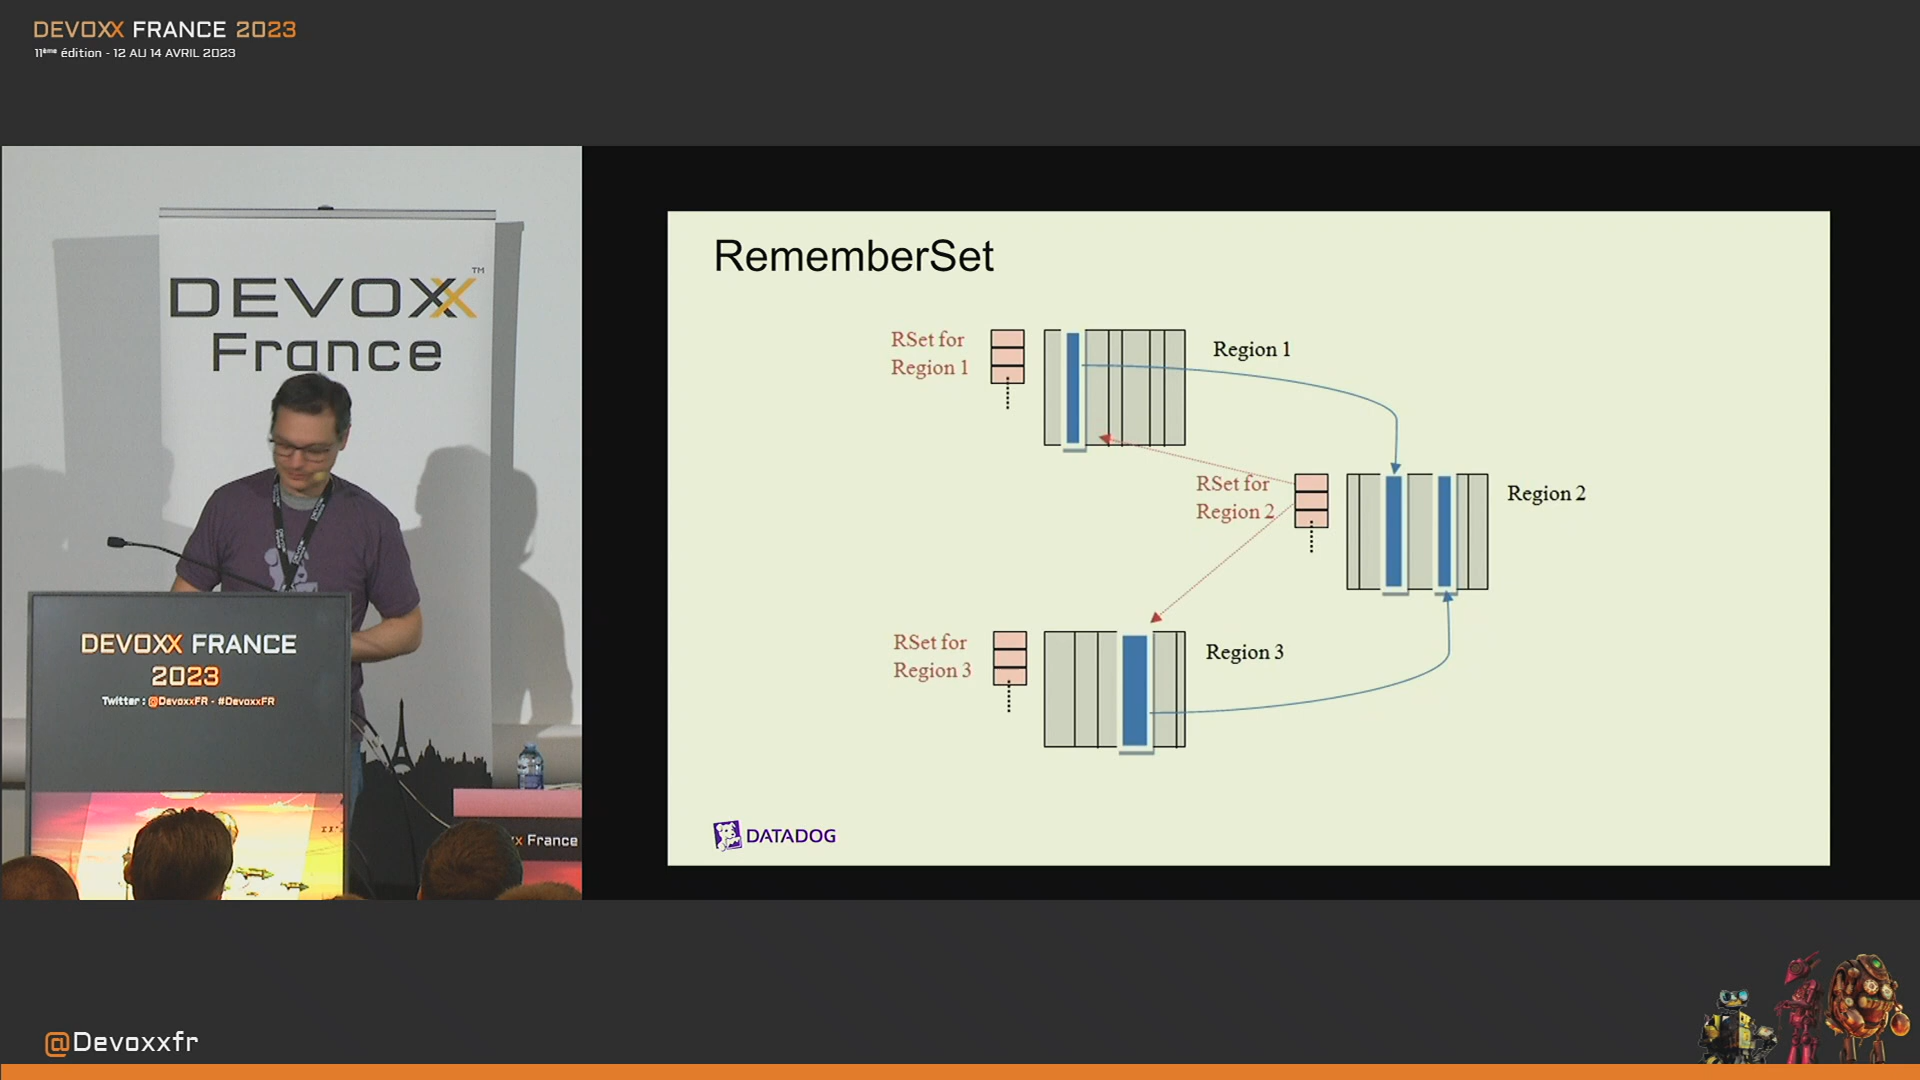 DEVOXX FRANCE 2023
11ème édition - 12 AU 14 AVRIL 2023
DEVOXX™
France
DEVOXX FRANCE
2023
Twitter : @DevoxxFR - #DevoxxFR
x France
RememberSet
RSet for
Region 1
Region 1
RSet for
Region 2
Region 2
RSet for
Region 3
Region 3
DATADOG
@Devoxxfr